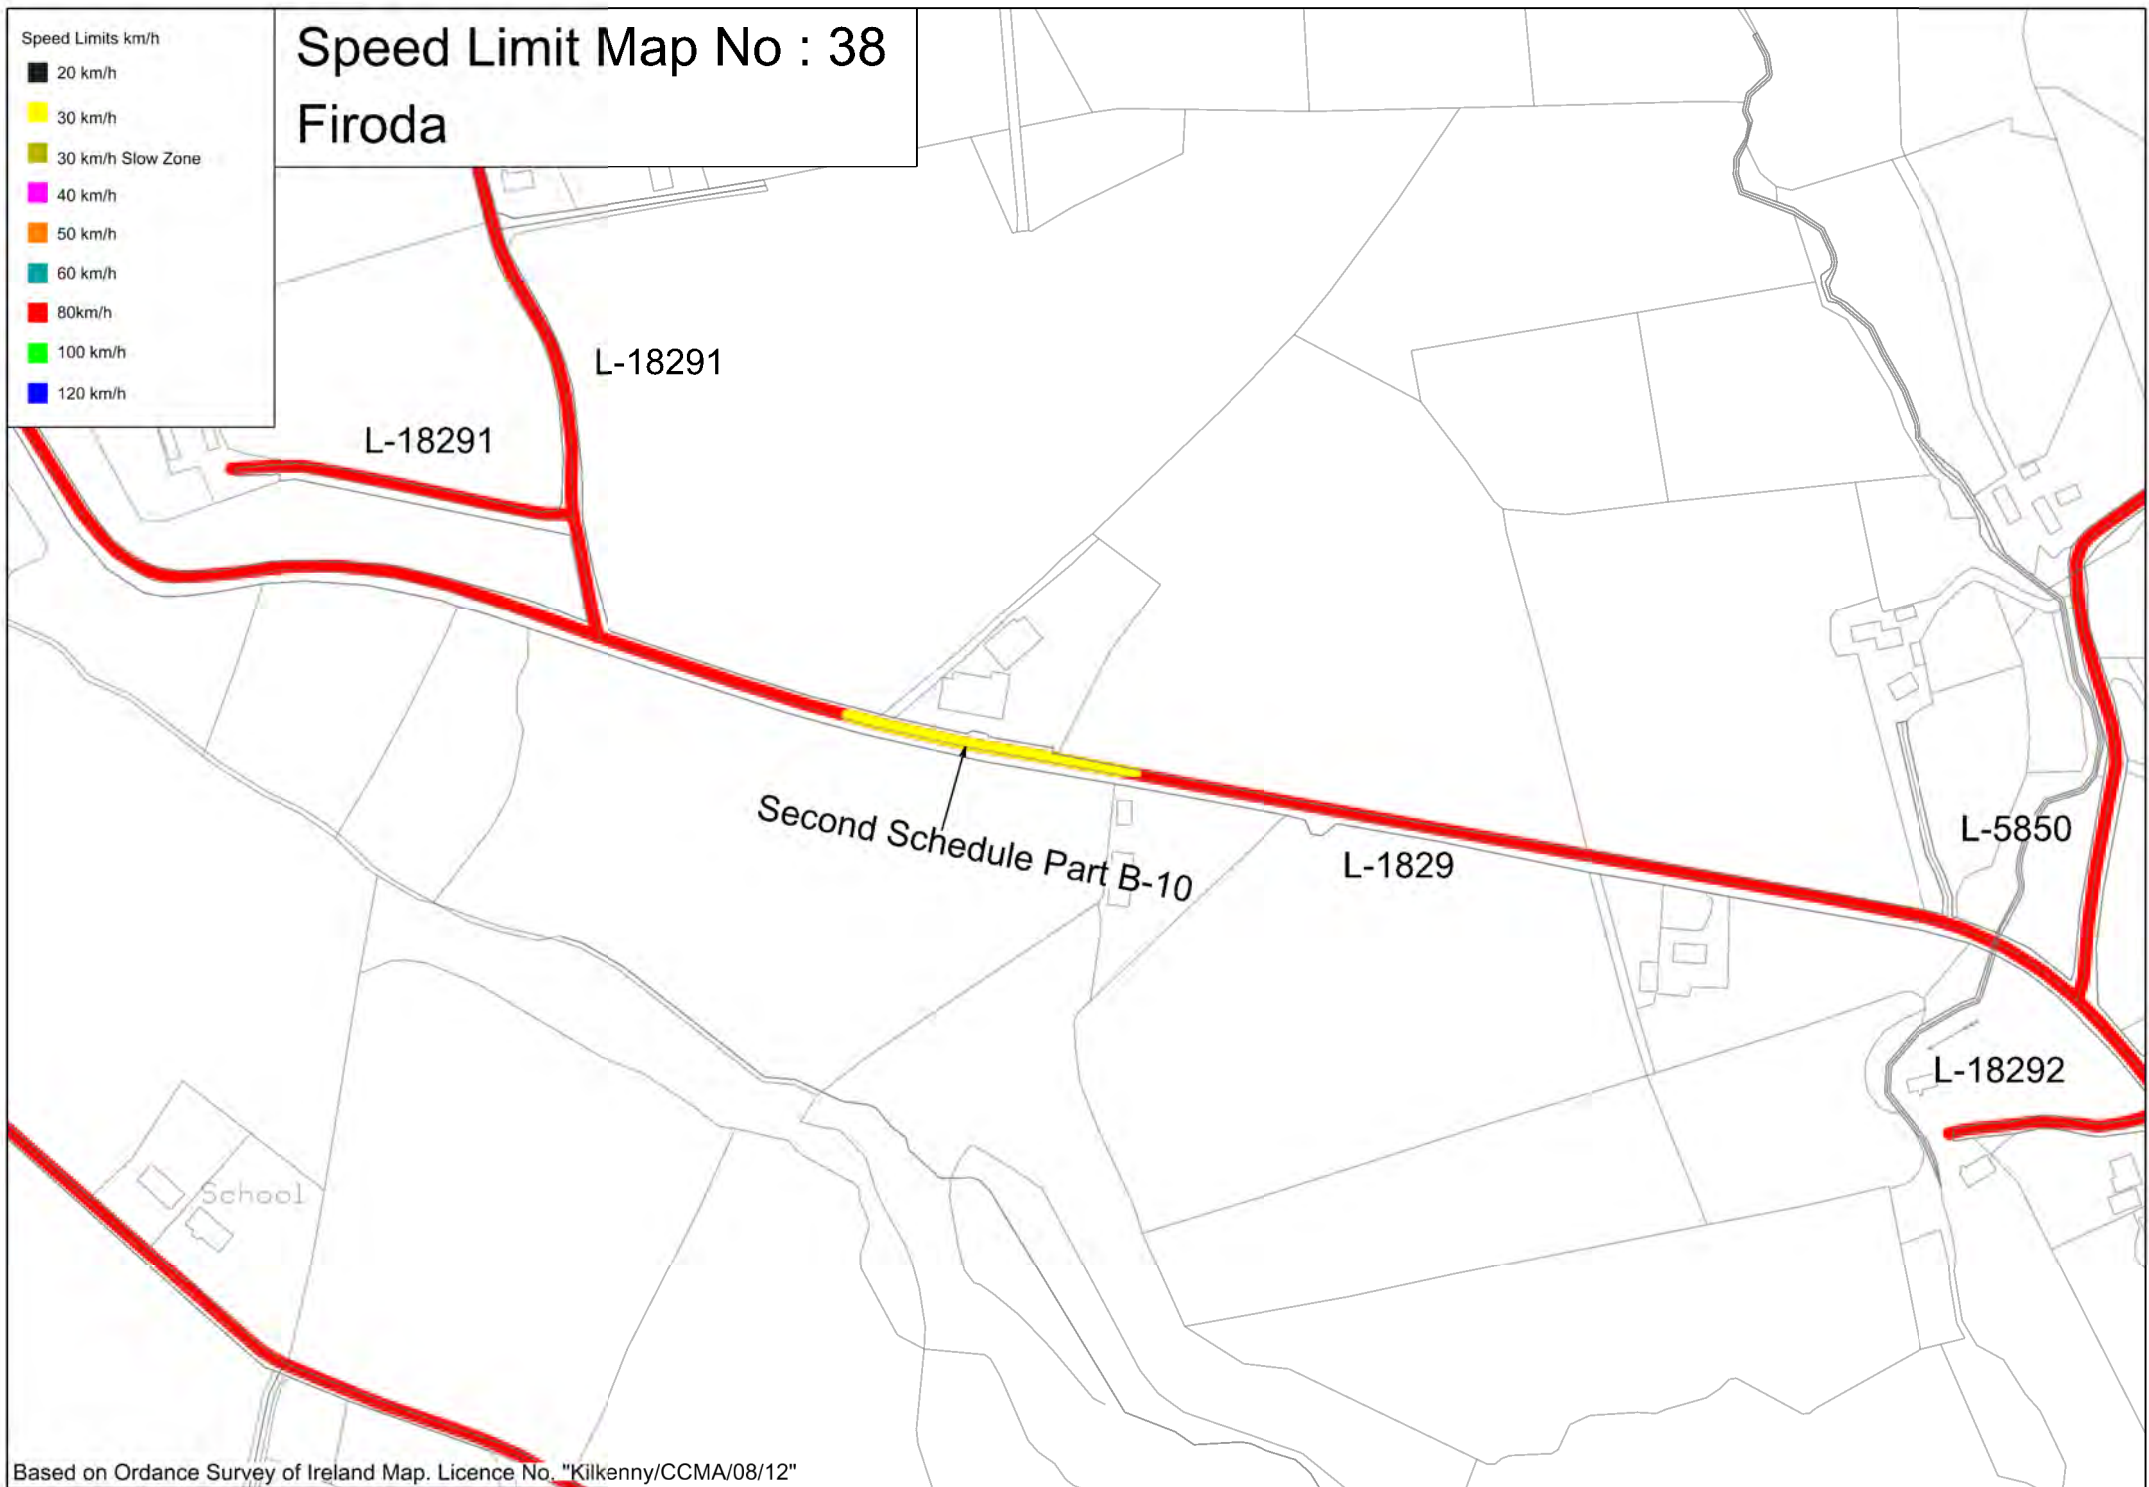 Speed Limits km/h
20 km/h
30 km/h
30 km/h Slow Zone
40 km/h
50 km/h
60 km/h
80km/h
100 km/h
120 km/h
Speed Limit Map No : 38
Firoda
L-18291
L-18291
Second Schedule Part B-10
L-1829
L-5850
L-18292
School
Based on Ordance Survey of Ireland Map. Licence No. "Kilkenny/CCMA/08/12"